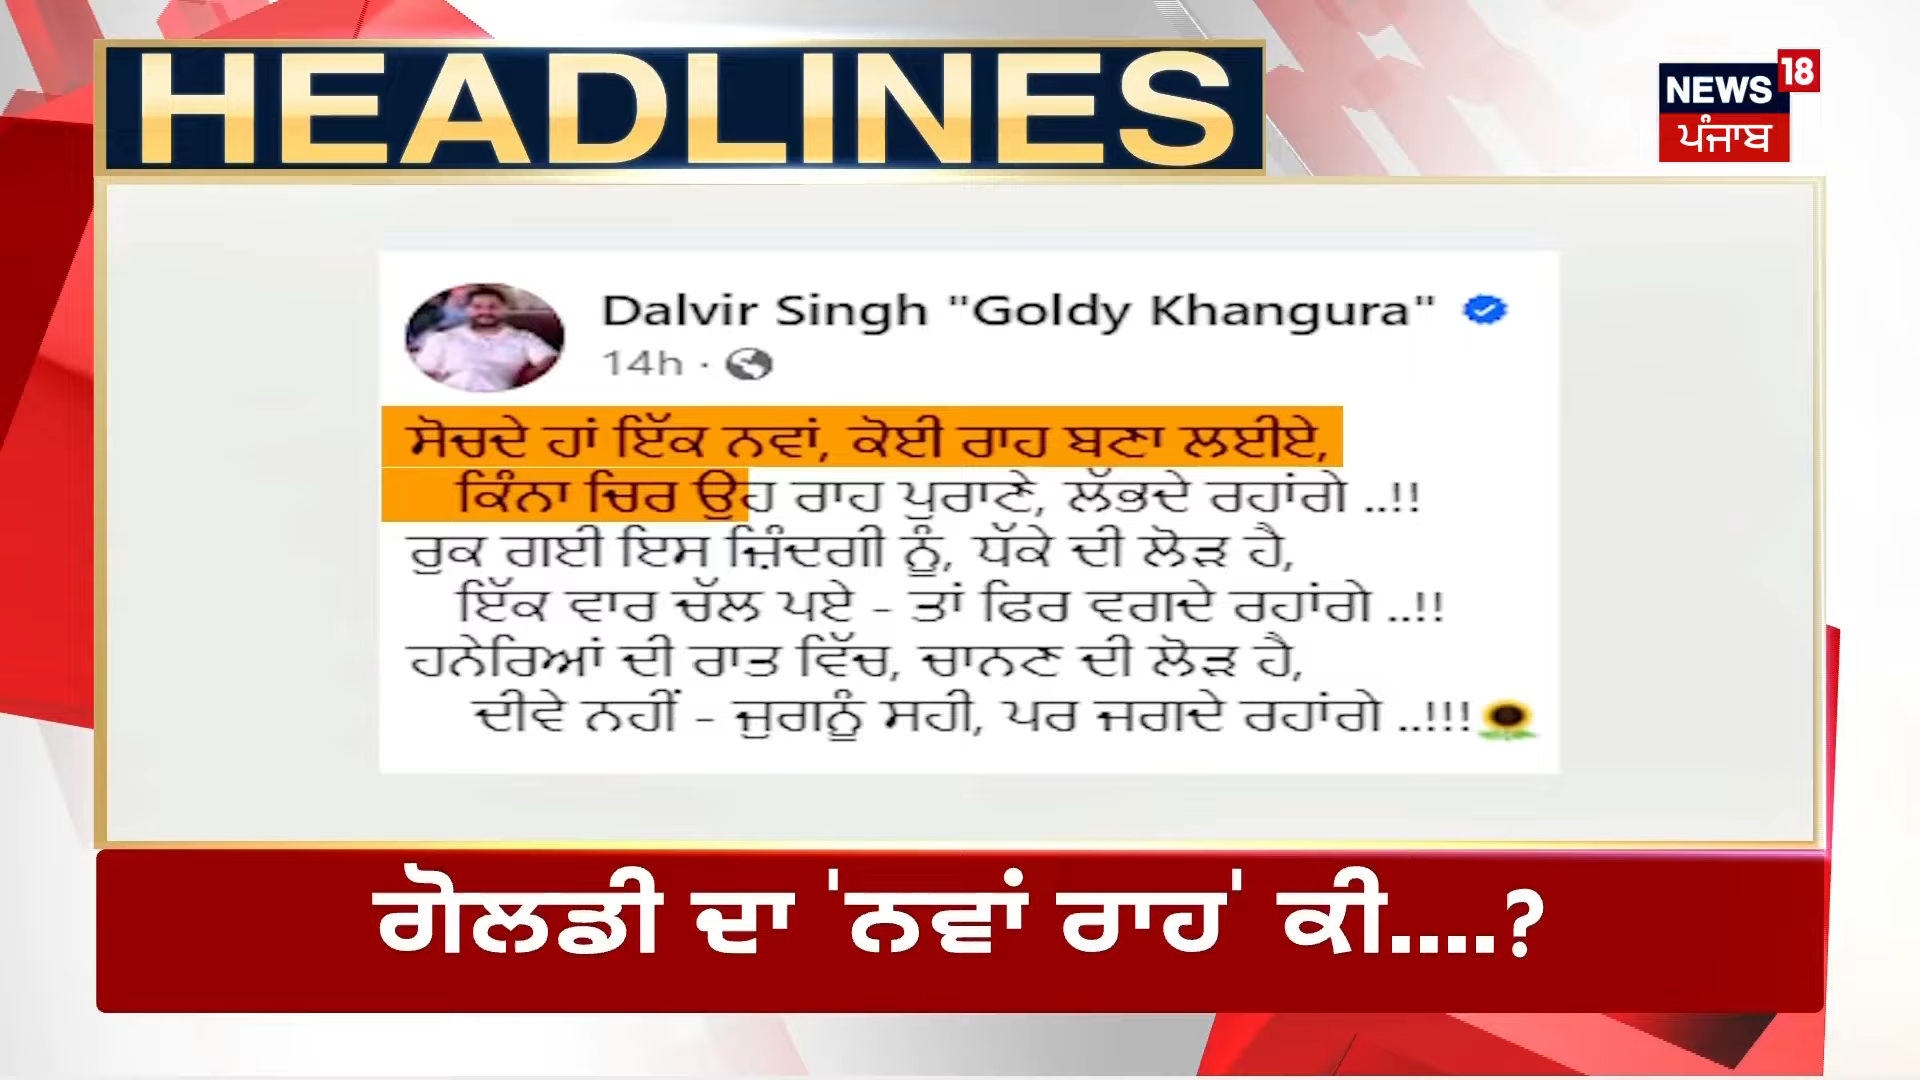 HEADLINES
NEWS 18
ਪੰਜਾਬ
Dalvir Singh "Goldy Khangura"
14h ·
ਸੋਚਦੇ ਹਾਂ ਇੱਕ ਨਵਾਂ, ਕੋਈ ਰਾਹ ਬਣਾ ਲਈਏ,
ਕਿੰਨਾ ਚਿਰ ਉਹ ਰਾਹ ਪੁਰਾਣੇ, ਲੱਭਦੇ ਰਹਾਂਗੇ ..!!
ਰੁਕ ਗਈ ਇਸ ਜ਼ਿੰਦਗੀ ਨੂੰ, ਧੱਕੇ ਦੀ ਲੋੜ ਹੈ,
ਇੱਕ ਵਾਰ ਚੱਲ ਪਏ - ਤਾਂ ਫਿਰ ਵਗਦੇ ਰਹਾਂਗੇ ..!!
ਹਨੇਰਿਆਂ ਦੀ ਰਾਤ ਵਿੱਚ, ਚਾਨਣ ਦੀ ਲੋੜ ਹੈ,
ਦੀਵੇ ਨਹੀਂ - ਜੁਗਨੂੰ ਸਹੀ, ਪਰ ਜਗਦੇ ਰਹਾਂਗੇ ..!!!🌻
ਗੋਲਡੀ ਦਾ 'ਨਵਾਂ ਰਾਹ' ਕੀ....?